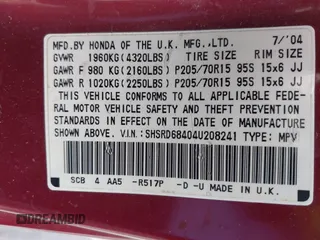 MFD.BY HONDA OF THE U.K. MFG.,LTD. 7/'04
GVWR 1960KG(4320LBS) TIRE SIZE RIM SIZE
GAWR F 980 KG(2160LBS) P205/70R15 95S 15x6 JJ
GAWR R 1020KG(2250LBS) P205/70R15 95S 15x6 JJ
THIS VEHICLE CONFORMS TO ALL APPLICABLE FEDERAL
MOTOR VEHICLE SAFETY AND THEFT PREVENTION
STANDARDS IN EFFECT ON THE DATE OF MANUFACTURE
SHOWN ABOVE. V.I.N: SHSRD68404U208241 TYPE: MPV
SCB 4 AA5 -R517P -D -U MADE IN U.K.
DREAMBID